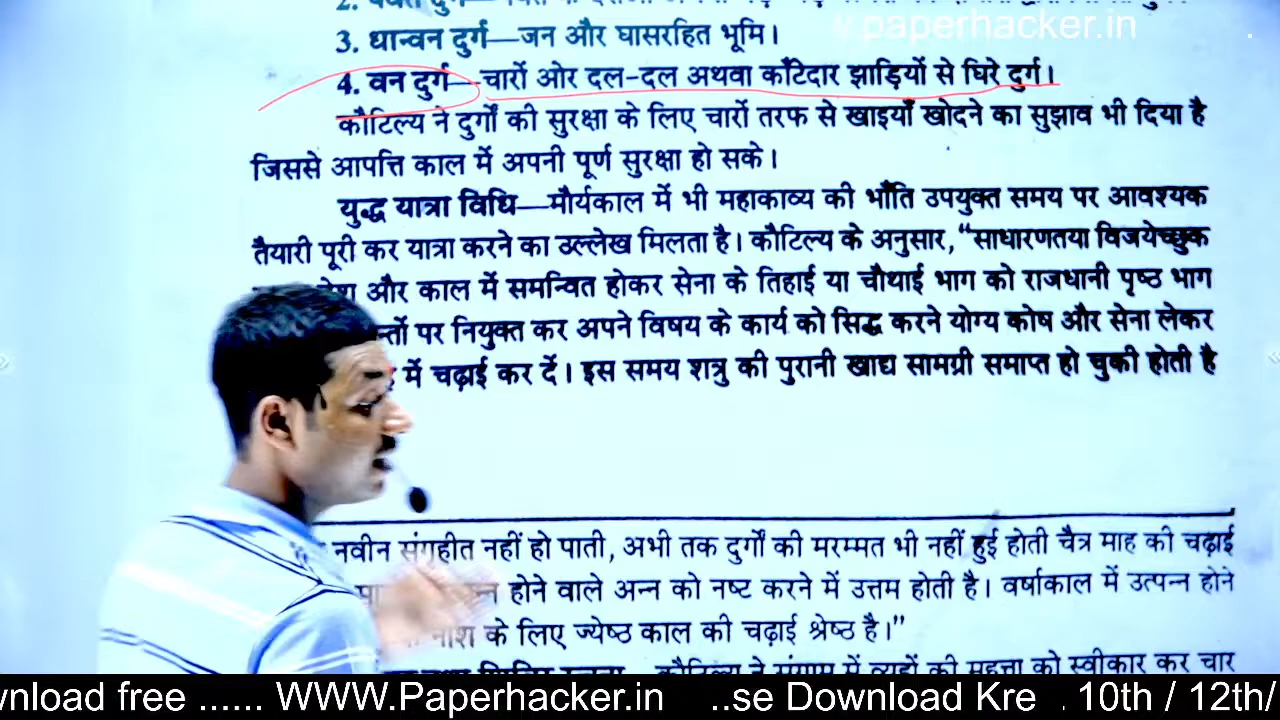 .paperhacker.in
3. धान्वन दुर्ग—जन और घासरहित भूमि।
4. वन दुर्ग—चारों ओर दल-दल अथवा काँटेदार झाड़ियों से घिरे दुर्ग।
कौटिल्य ने दुर्गों की सुरक्षा के लिए चारों तरफ से खाइयाँ खोदने का सुझाव भी दिया है
जिससे आपत्ति काल में अपनी पूर्ण सुरक्षा हो सके।
युद्ध यात्रा विधि—मौर्यकाल में भी महाकाव्य की भाँति उपयुक्त समय पर आवश्यक
तैयारी पूरी कर यात्रा करने का उल्लेख मिलता है। कौटिल्य के अनुसार, “साधारणतया विजयेच्छुक
और काल में समन्वित होकर सेना के तिहाई या चौथाई भाग को राजधानी पृष्ठ भाग
पर नियुक्त कर अपने विषय के कार्य को सिद्ध करने योग्य कोष और सेना लेकर
में चढ़ाई कर दें। इस समय शत्रु की पुरानी खाद्य सामग्री समाप्त हो चुकी होती है
नवीन संगृहीत नहीं हो पाती, अभी तक दुर्गों की मरम्मत भी नहीं हुई होती चैत्र माह की चढ़ाई
होने वाले अन्न को नष्ट करने में उत्तम होती है। वर्षाकाल में उत्पन्न होने
के लिए ज्येष्ठ काल की चढ़ाई श्रेष्ठ है।”
कौटिल्य ने संग्राम में व्यूहों की महत्ता को स्वीकार कर चार
wnload free ...... WWW.Paperhacker.in ..se Download Kre . 10th / 12th/